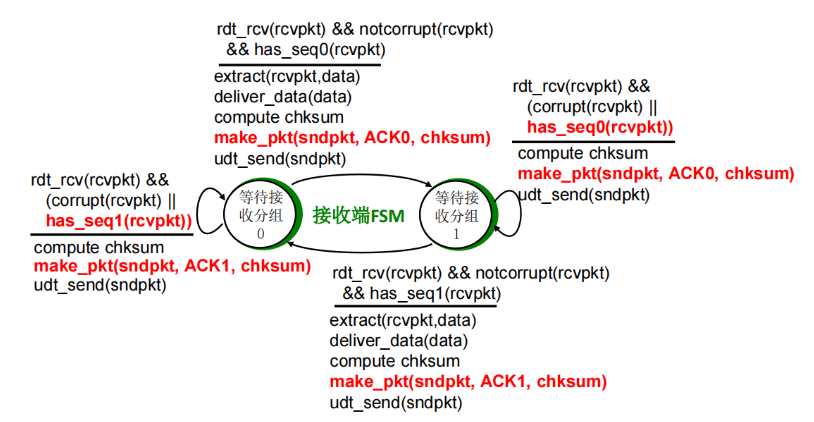 rdt_rcv(rcvpkt) && notcorrupt(rcvpkt)
&& has_seq0(rcvpkt)
extract(rcvpkt,data)
deliver_data(data)
compute chksum
make_pkt(sndpkt, ACK0, chksum)
udt_send(sndpkt)
rdt_rcv(rcvpkt) &&
(corrupt(rcvpkt) ||
has_seq0(rcvpkt))
compute chksum
make_pkt(sndpkt, ACK0, chksum)
udt_send(sndpkt)
rdt_rcv(rcvpkt) &&
(corrupt(rcvpkt) ||
has_seq1(rcvpkt))
compute chksum
make_pkt(sndpkt, ACK1, chksum)
udt_send(sndpkt)
等待接
收分组
0
接收端FSM
等待接
收分组
1
rdt_rcv(rcvpkt) && notcorrupt(rcvpkt)
&& has_seq1(rcvpkt)
extract(rcvpkt,data)
deliver_data(data)
compute chksum
make_pkt(sndpkt, ACK1, chksum)
udt_send(sndpkt)